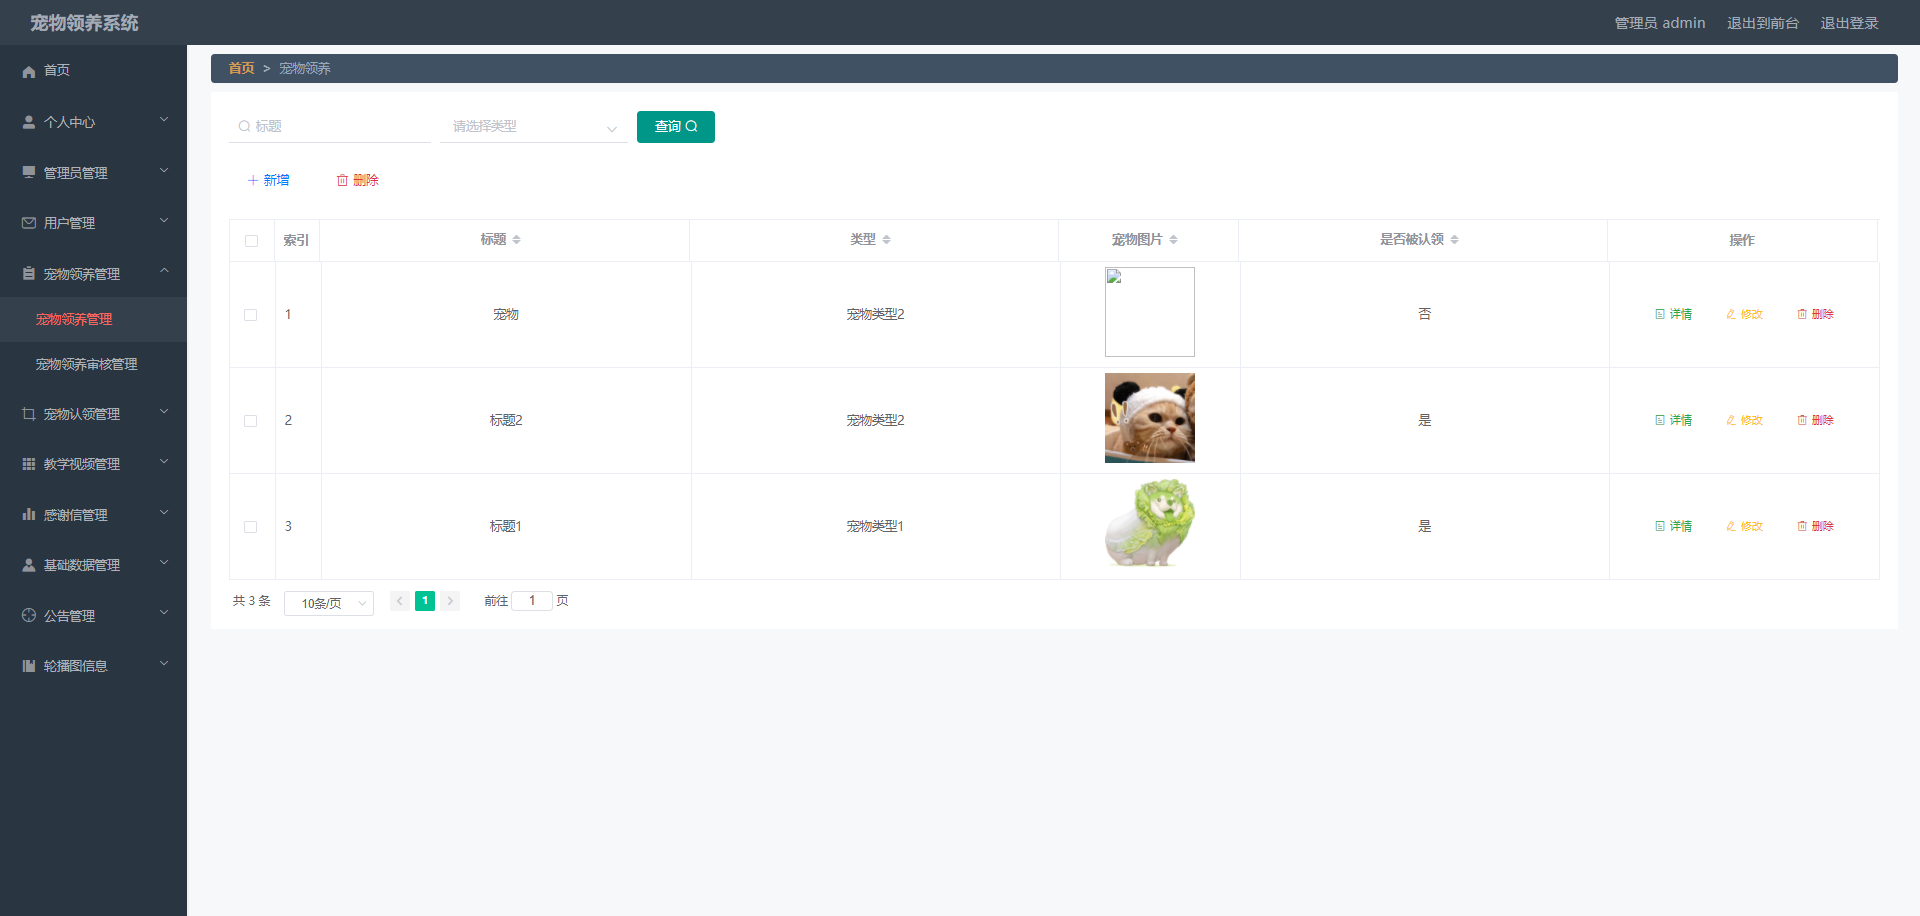 宠物领养系统
管理员 admin 退出到前台 退出登录
首页
个人中心
管理员管理
用户管理
宠物领养管理
宠物领养管理
宠物领养审核管理
宠物认领管理
教学视频管理
感谢信管理
基础数据管理
公告管理
轮播图信息
首页 > 宠物领养
标题 请选择类型 查询
新增 删除
索引 标题 类型 宠物图片 是否被认领 操作
1 宠物 宠物类型2 否 详情 修改 删除
2 标题2 宠物类型2 是 详情 修改 删除
3 标题1 宠物类型1 是 详情 修改 删除
共 3 条 10条/页 1 前往 1 页